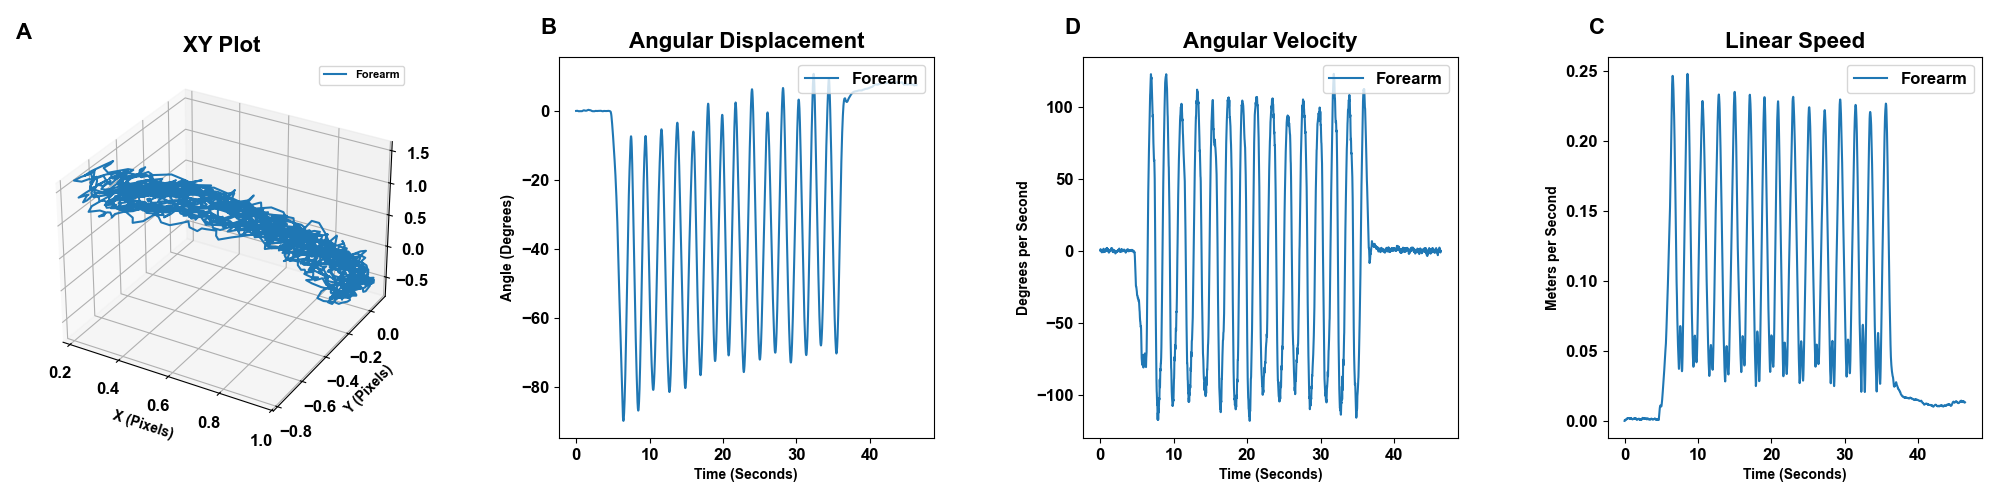 A
XY Plot
Forearm
1.5
1.0
0.5
0.0
−0.5
0.0
−0.2
−0.4
−0.6
−0.8
Y (Pixels)
0.2
0.4
0.6
0.8
1.0
X (Pixels)
B
Angular Displacement
Forearm
0
−20
−40
−60
−80
Angle (Degrees)
0 10 20 30 40
Time (Seconds)
D
Angular Velocity
Forearm
100
50
0
−50
−100
Degrees per Second
0 10 20 30 40
Time (Seconds)
C
Linear Speed
Forearm
0.25
0.20
0.15
0.10
0.05
0.00
Meters per Second
0 10 20 30 40
Time (Seconds)